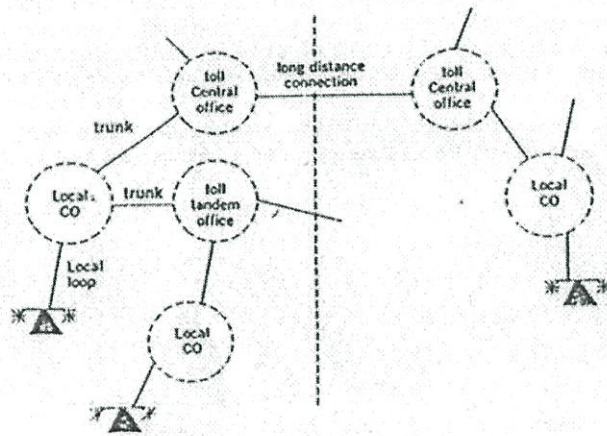 toll
Central
office
long distance
connection
toll
Central
office
trunk
Local
CO
trunk
toll
tandem
office
Local
CO
Local
loop
Local
CO